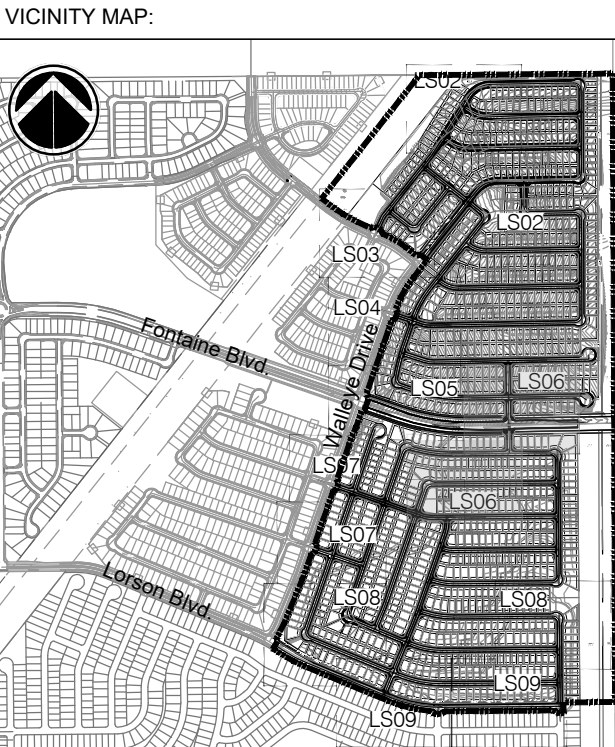 VICINITY MAP:
LS02
LS02
LS03
LS04
Fontaine Blvd.
Walleye Drive
LS05
LS06
LS07
LS06
LS07
LS08
LS08
Lorson Blvd.
LS09
LS09